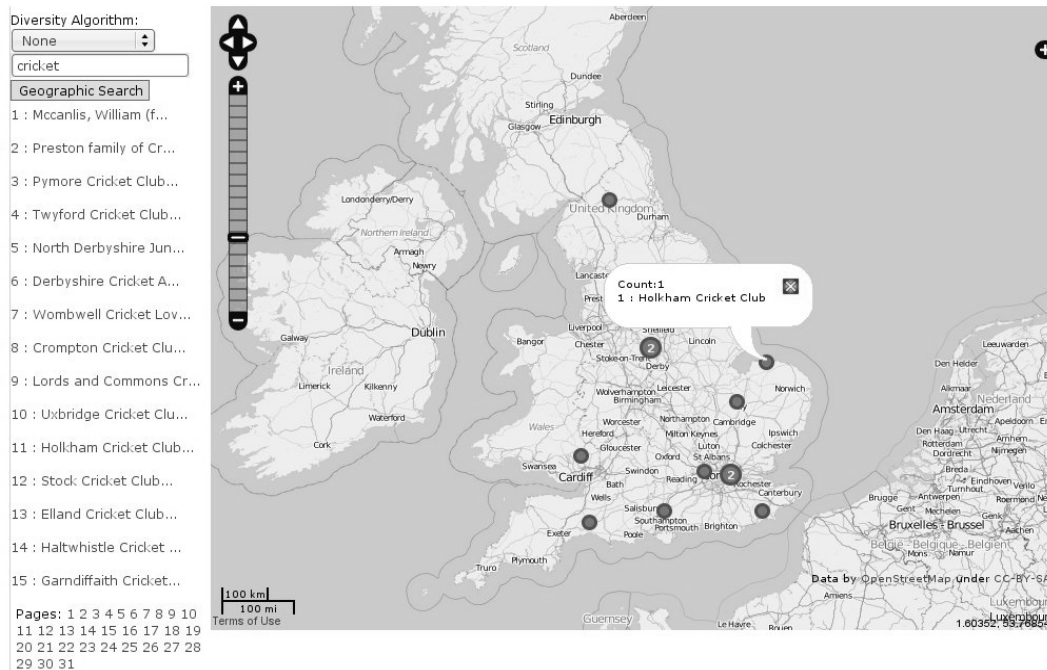 Diversity Algorithm:
None
cricket
Geographic Search
1 : Mccanlis, William (f...
2 : Preston family of Cr...
3 : Pymore Cricket Club...
4 : Twyford Cricket Club...
5 : North Derbyshire Jun...
6 : Derbyshire Cricket A...
7 : Wombwell Cricket Lov...
8 : Crompton Cricket Clu...
9 : Lords and Commons Cr...
10 : Uxbridge Cricket Clu...
11 : Holkham Cricket Club...
12 : Stock Cricket Club...
13 : Elland Cricket Club...
14 : Haltwhistle Cricket ...
15 : Garndiffaith Cricket...
Pages: 1 2 3 4 5 6 7 8 9 10
11 12 13 14 15 16 17 18 19
20 21 22 23 24 25 26 27 28
29 30 31
Aberdeen
Scotland
Dundee
Stirling
Edinburgh
Glasgow
Londonderry/Derry
United Kingdom
Durham
Northern Ireland
Armagh
Newry
Lancas
Count:1
1 : Holkham Cricket Club
Prest
Sheffield
Liverpool
Dublin
Galway
Bangor
Chester
Lincoln
2
Stoke-on-Trent
Derby
Leeuwarden
Den Helder
Ireland
Limerick
Kilkenny
Leicester
Norwich
Alkmaar
Nederland
Wolverhampton
Birmingham
Amsterdam
Waterford
Worcester
Northampton
Cambridge
Apeldoorn
Wales
Hereford
Milton Keynes
Ipswich
Den Haag
Utrecht
Cork
Gloucester
Luton
Colchester
Rotterdam
Arnhem
Oxford
St Albans
Dordrecht
Nijmegen
Swansea
Swindon
Breda
Cardiff
Bath
Reading
2
Rochester
Tilburg
Eindhoven
Turnhout
Wells
Canterbury
Brugge
Antwerpen
Salisbury
Gent
Mechelen
Genk
Exeter
Southampton
Portsmouth
Brighton
Bruxelles - Brussel
Aachen
Poole
België - Belgique - Belgien
Plymouth
Mons
Namur
Truro
Data by OpenStreetMap under CC-BY-SA
100 km
100 mi
Amiens
Terms of Use
Guernsey
Le Havre
Rouen
Luxembourg
1.60352, 53.76854